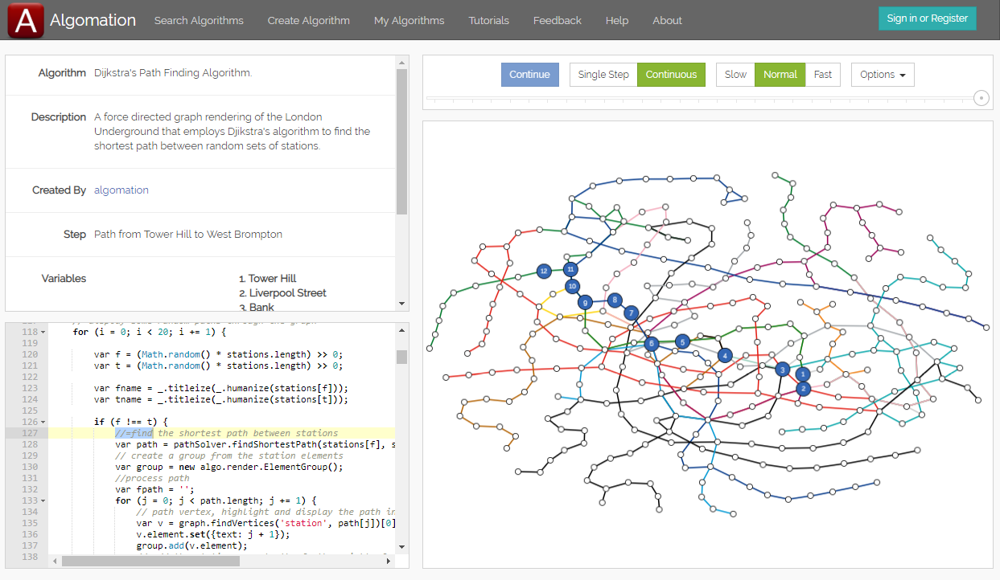 A Algomation Search Algorithms Create Algorithm My Algorithms Tutorials Feedback Help About Sign in or Register
Algorithm Dijkstra's Path Finding Algorithm.
Description A force directed graph rendering of the London
Underground that employs Djikstra's algorithm to find the
shortest path between random sets of stations.
Created By algomation
Step Path from Tower Hill to West Brompton
Variables 1. Tower Hill
2. Liverpool Street
3. Bank
118 for (i = 0; i < 20; i += 1) {
119
120 var f = (Math.random() * stations.length) >> 0;
121 var t = (Math.random() * stations.length) >> 0;
122
123 var fname = _.titleize(_.humanize(stations[f]));
124 var tname = _.titleize(_.humanize(stations[t]));
125
126 if (f !== t) {
127 //=find the shortest path between stations
128 var path = pathSolver.findShortestPath(stations[f], s
129 // create a group from the station elements
130 var group = new algo.render.ElementGroup();
131 //process path
132 var fpath = '';
133 for (j = 0; j < path.length; j += 1) {
134 // path vertex, highlight and display the path in
135 var v = graph.findVertices('station', path[j])[0]
136 v.element.set({text: j + 1});
137 group.add(v.element);
138
Continue Single Step Continuous Slow Normal Fast Options
12 11
10
9 8
7
6 5
4
3 1
2